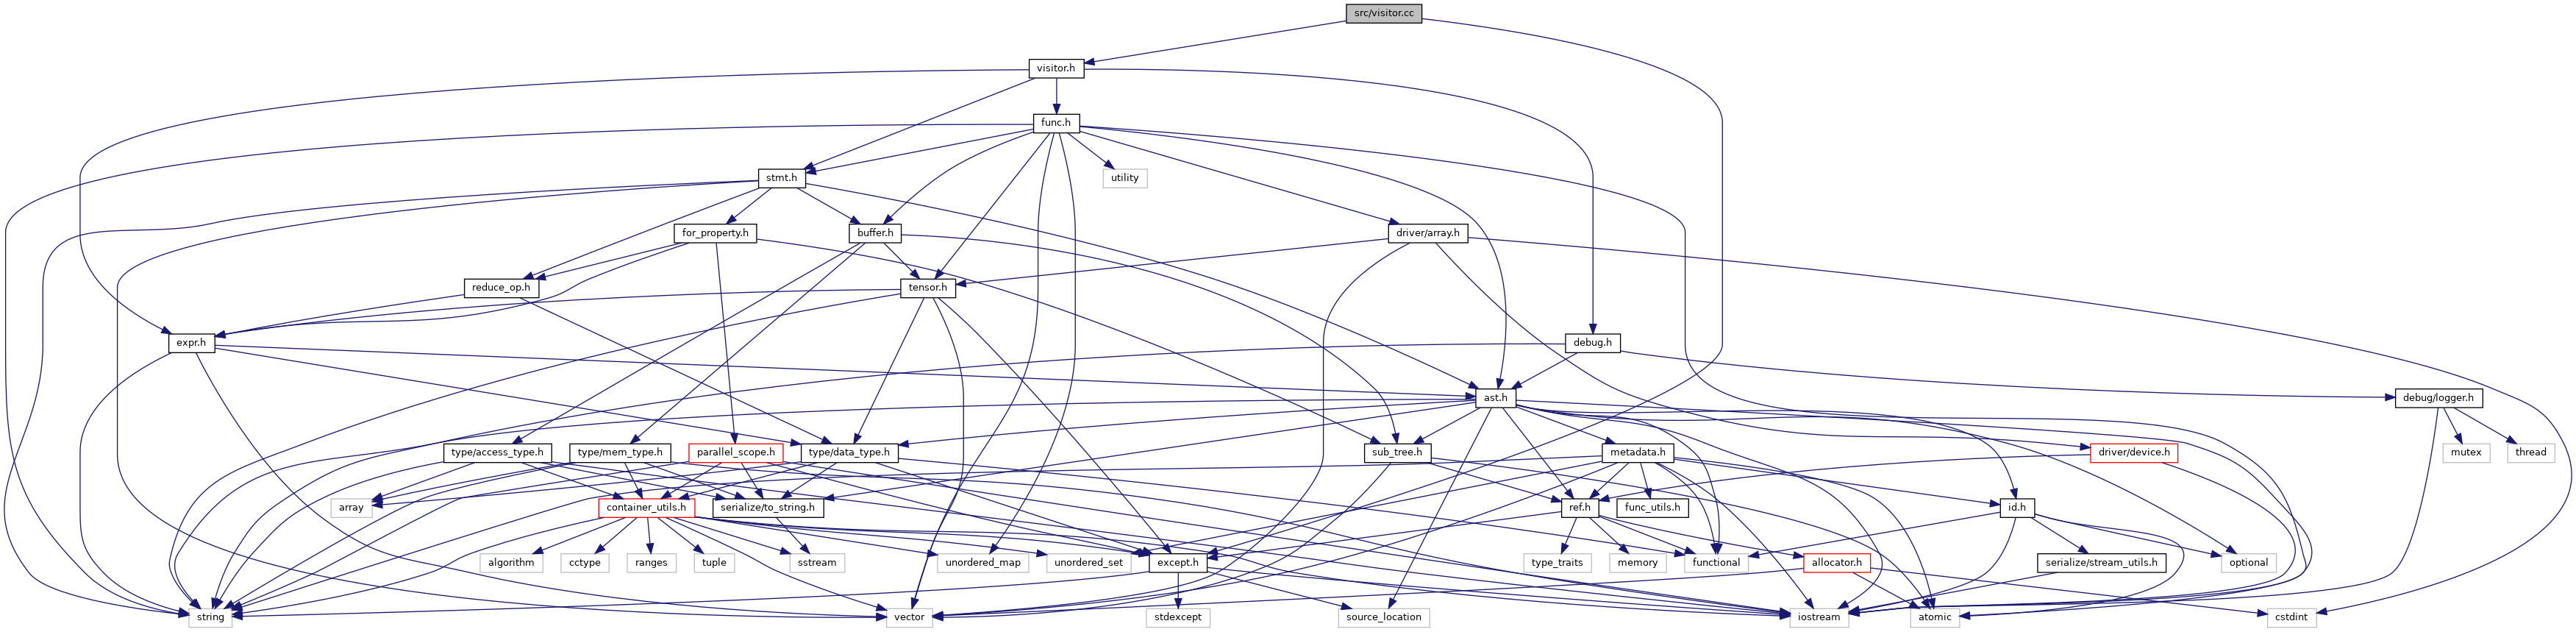 src/visitor.cc
visitor.h
func.h
stmt.h
utility
for_property.h
buffer.h
driver/array.h
reduce_op.h
tensor.h
expr.h
debug.h
ast.h
debug/logger.h
type/access_type.h
type/mem_type.h
parallel_scope.h
type/data_type.h
sub_tree.h
metadata.h
driver/device.h
mutex
thread
array
container_utils.h
serialize/to_string.h
ref.h
func_utils.h
id.h
algorithm
cctype
ranges
tuple
sstream
unordered_map
unordered_set
except.h
type_traits
memory
functional
allocator.h
serialize/stream_utils.h
optional
string
vector
stdexcept
source_location
iostream
atomic
cstdint